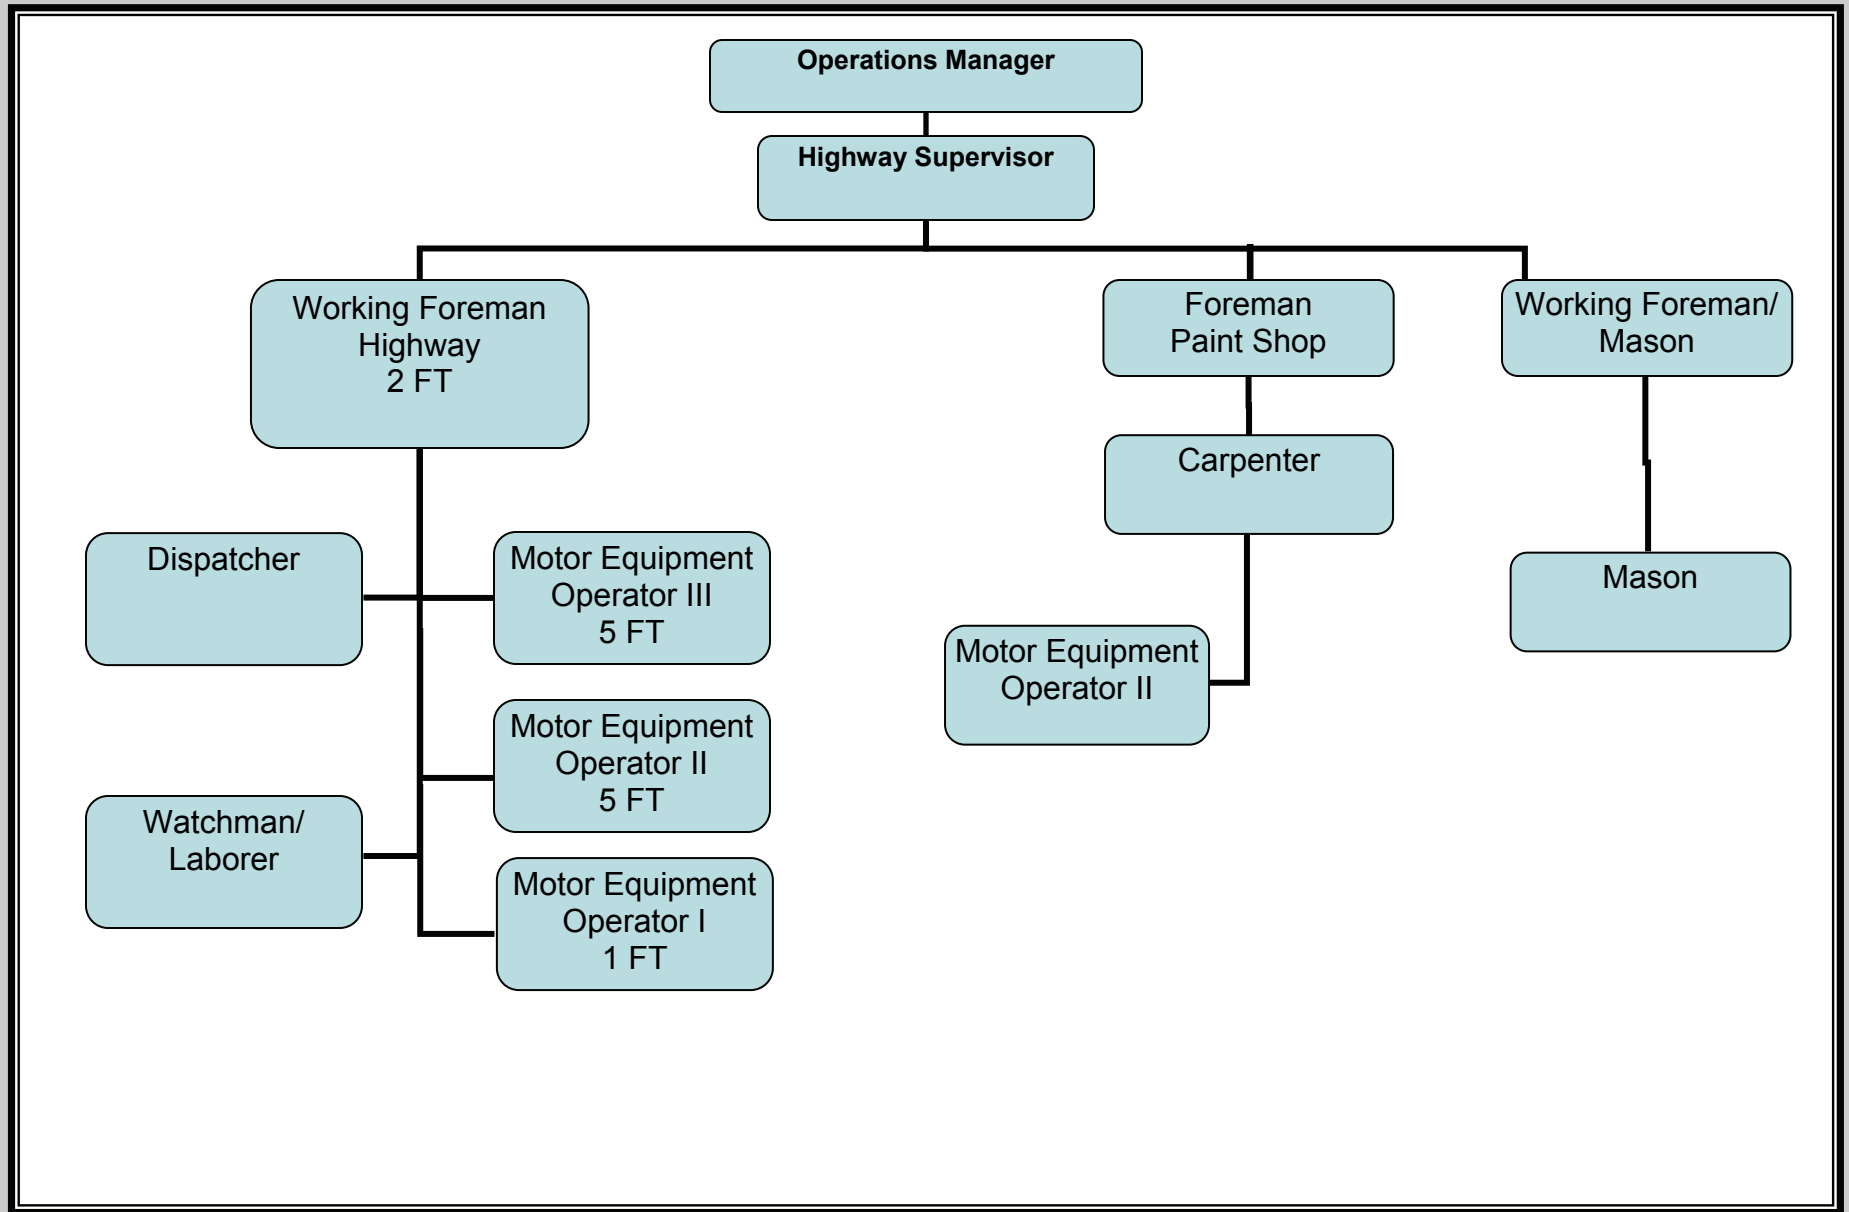 Operations Manager
Highway Supervisor
Working Foreman
Highway
2 FT
Foreman
Paint Shop
Working Foreman/
Mason
Carpenter
Dispatcher
Motor Equipment
Operator III
5 FT
Mason
Motor Equipment
Operator II
Motor Equipment
Operator II
5 FT
Watchman/
Laborer
Motor Equipment
Operator I
1 FT